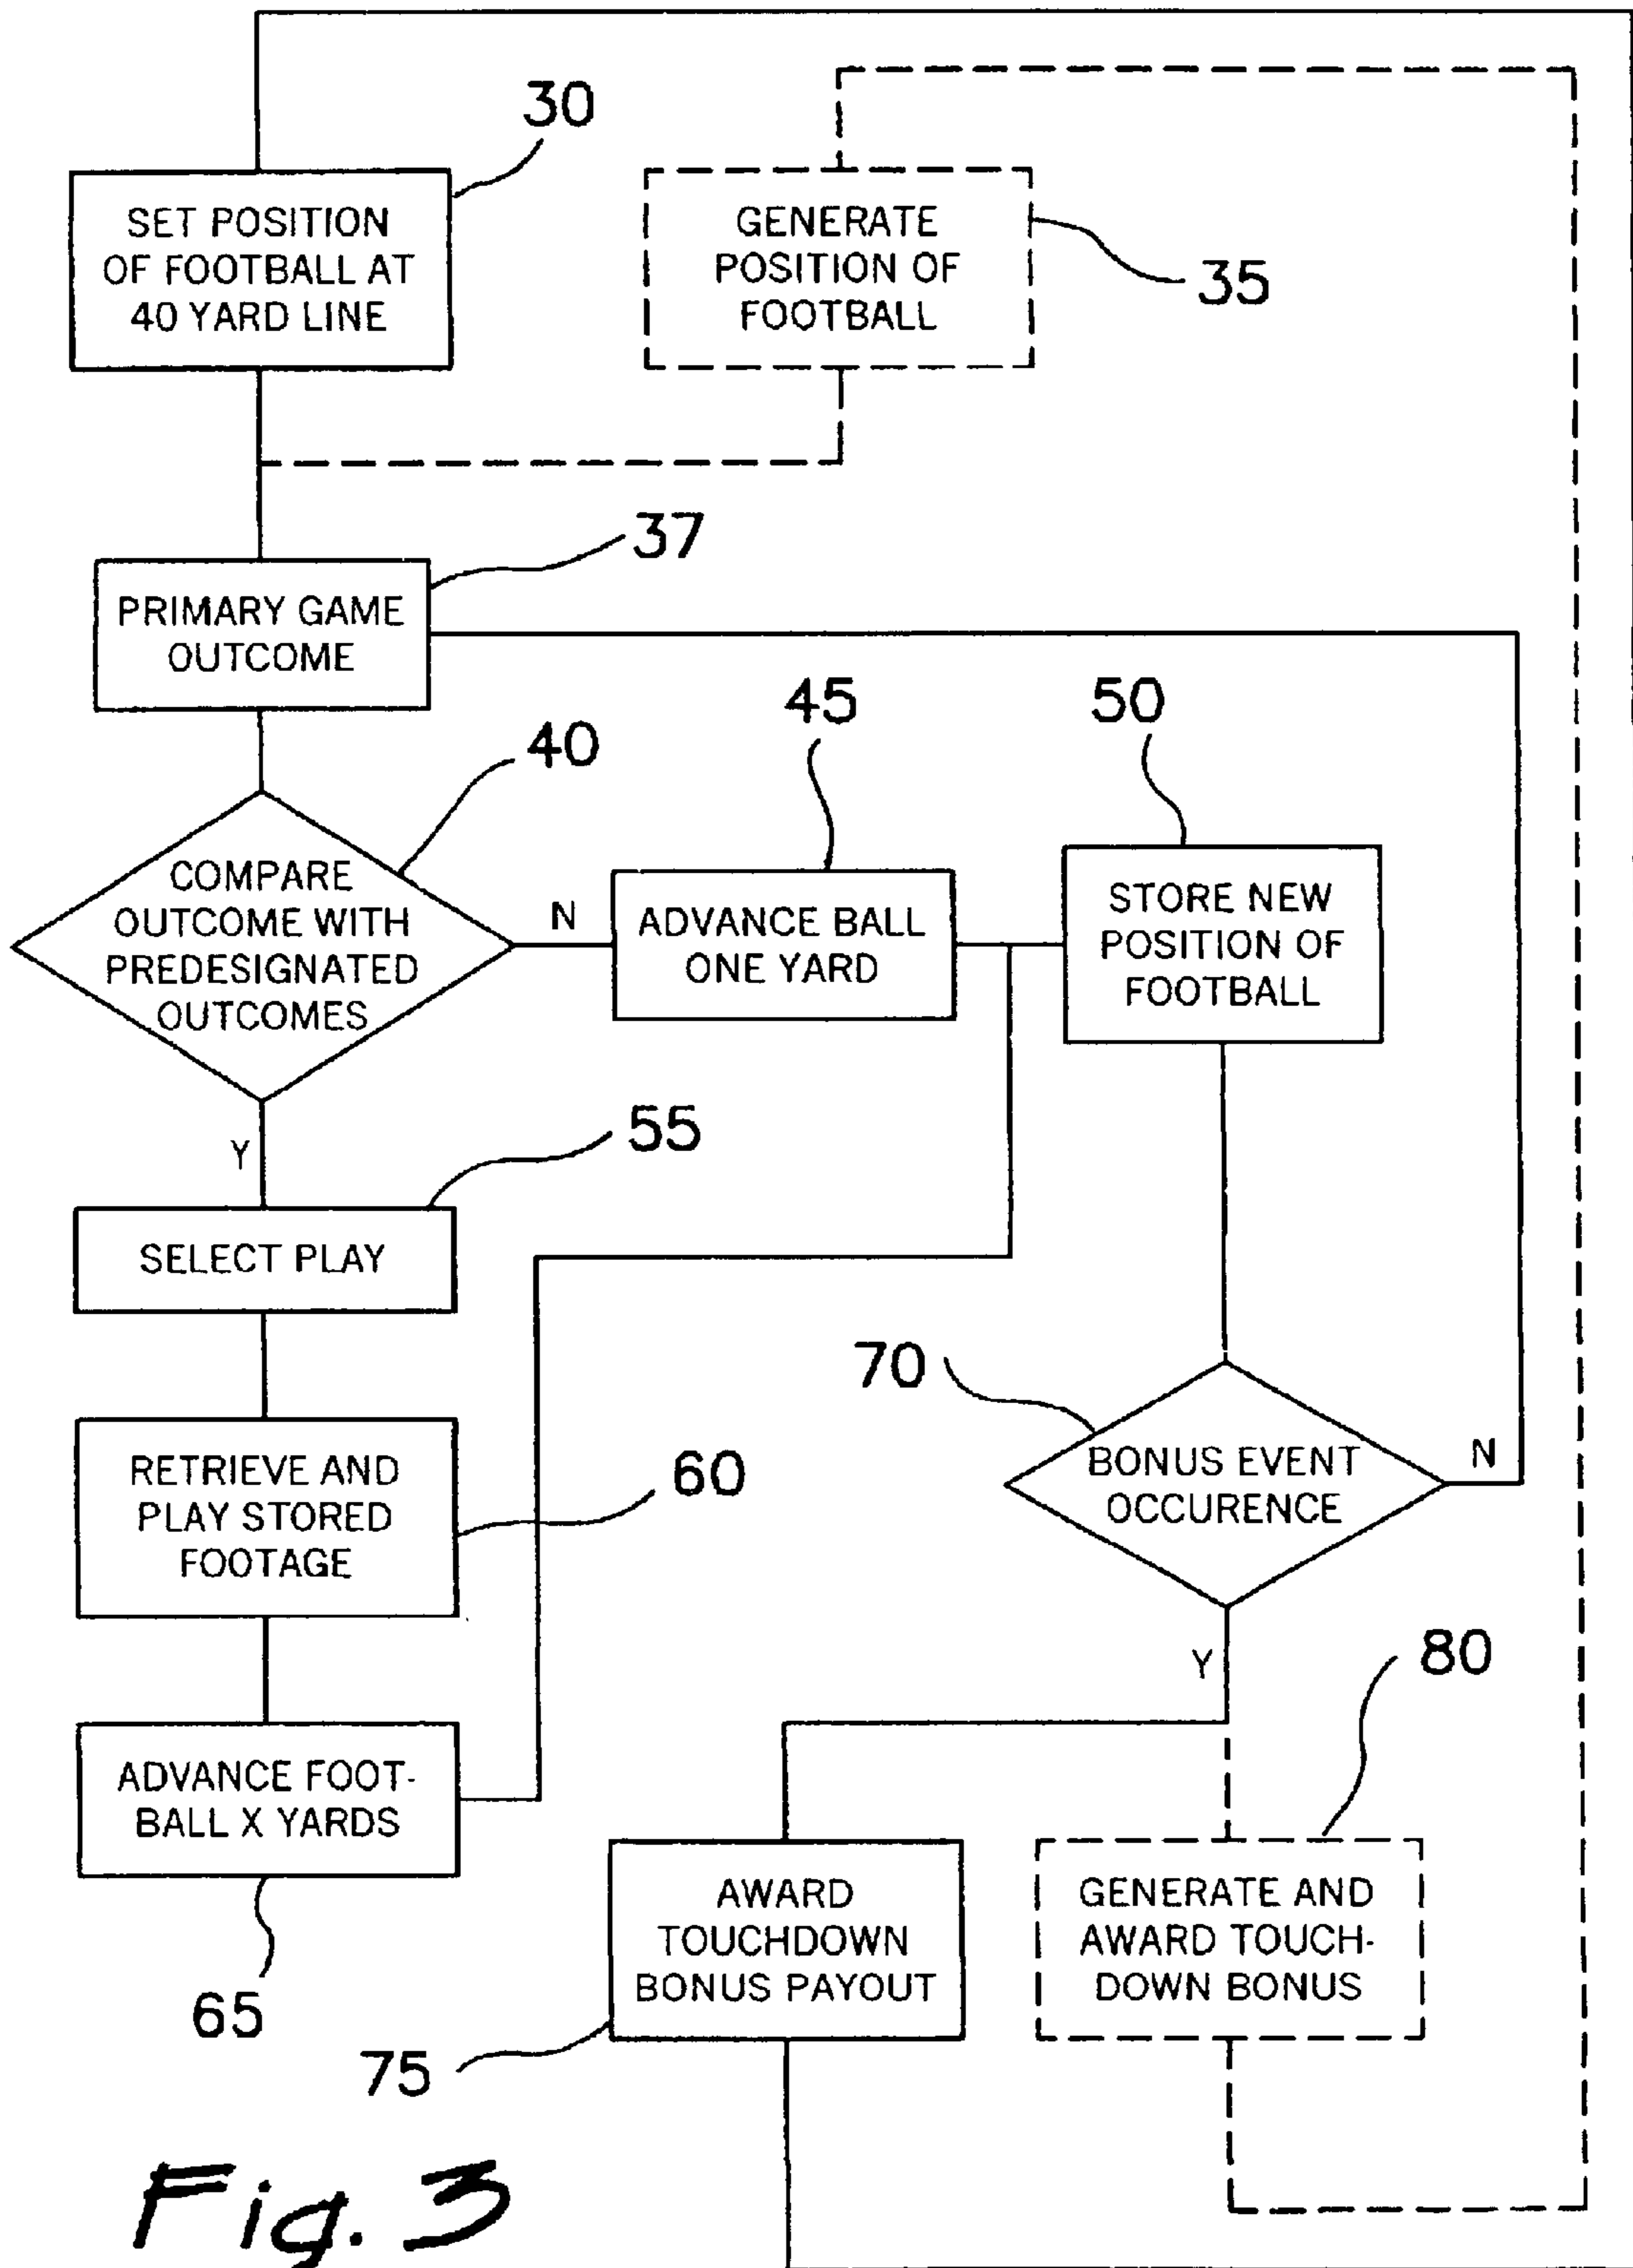 30
SET POSITION
OF FOOTBALL AT
40 YARD LINE
GENERATE
POSITION OF
FOOTBALL
35
37
PRIMARY GAME
OUTCOME
40
COMPARE
OUTCOME WITH
PREDESIGNATED
OUTCOMES
N
45
ADVANCE BALL
ONE YARD
50
STORE NEW
POSITION OF
FOOTBALL
Y
55
SELECT PLAY
RETRIEVE AND
PLAY STORED
FOOTAGE
60
70
BONUS EVENT
OCCURENCE
N
Y
ADVANCE FOOT-
BALL X YARDS
65
AWARD
TOUCHDOWN
BONUS PAYOUT
75
80
GENERATE AND
AWARD TOUCH-
DOWN BONUS
Fig. 3